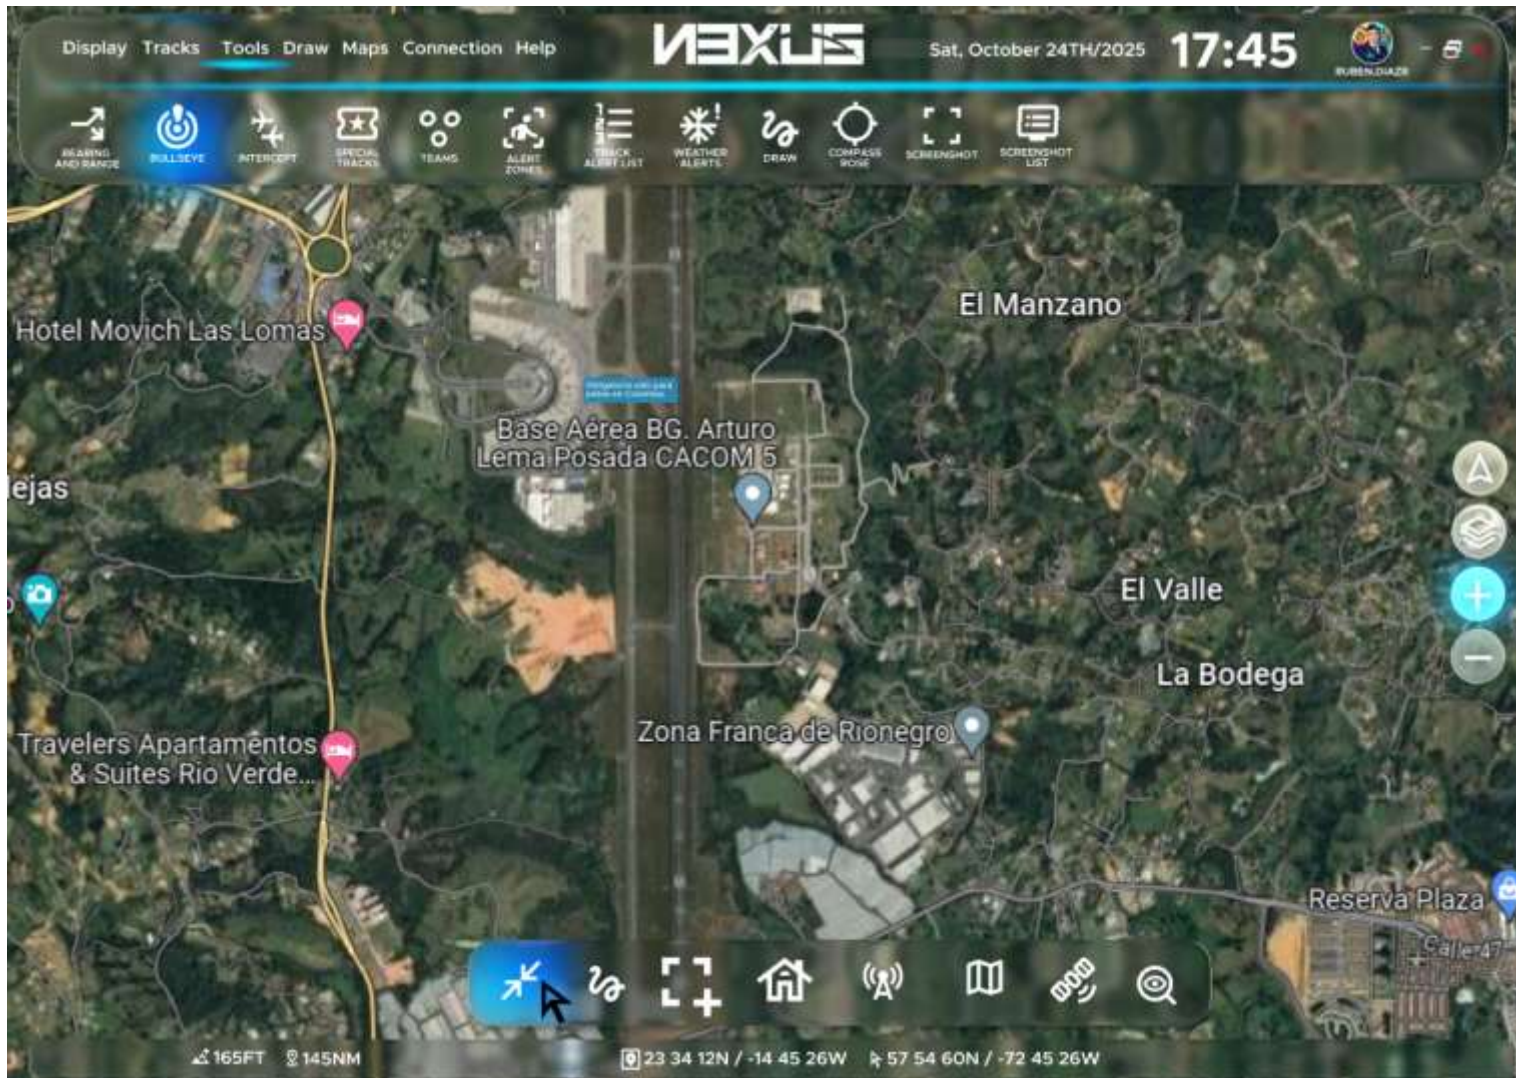 Display Tracks Tools Draw Maps Connection Help
NEXUS
Sat, October 24TH/2025
17:45
RUBEN.DIAZR
BEARING
AND RANGE
BULLSEYE
INTERCEPT
SPECIAL
TRACKS
TEAMS
ALERT
ZONES
TRACK
ALERT LIST
WEATHER
ALERTS
DRAW
COMPASS
ROSE
SCREENSHOT
SCREENSHOT
LIST
El Manzano
Hotel Movich Las Lomas
Base Aérea BG. Arturo
Lema Posada CACOM 5
lejas
El Valle
La Bodega
Zona Franca de Rionegro
Travelers Apartamentos
& Suites Rio Verde...
Reserva Plaza
Calle 47
165FT 145NM
23 34 12N / -14 45 26W 57 54 60N / -72 45 26W